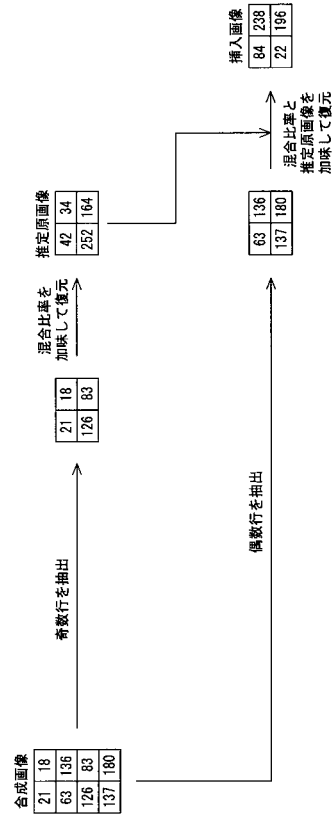 合成画像
21 18
63 136
126 83
137 180
奇数行を抽出
21 18
126 83
混合比率を
加味して復元
推定原画像
42 34
252 164
偶数行を抽出
63 136
137 180
混合比率と
推定原画像を
加味して復元
挿入画像
84 238
22 196